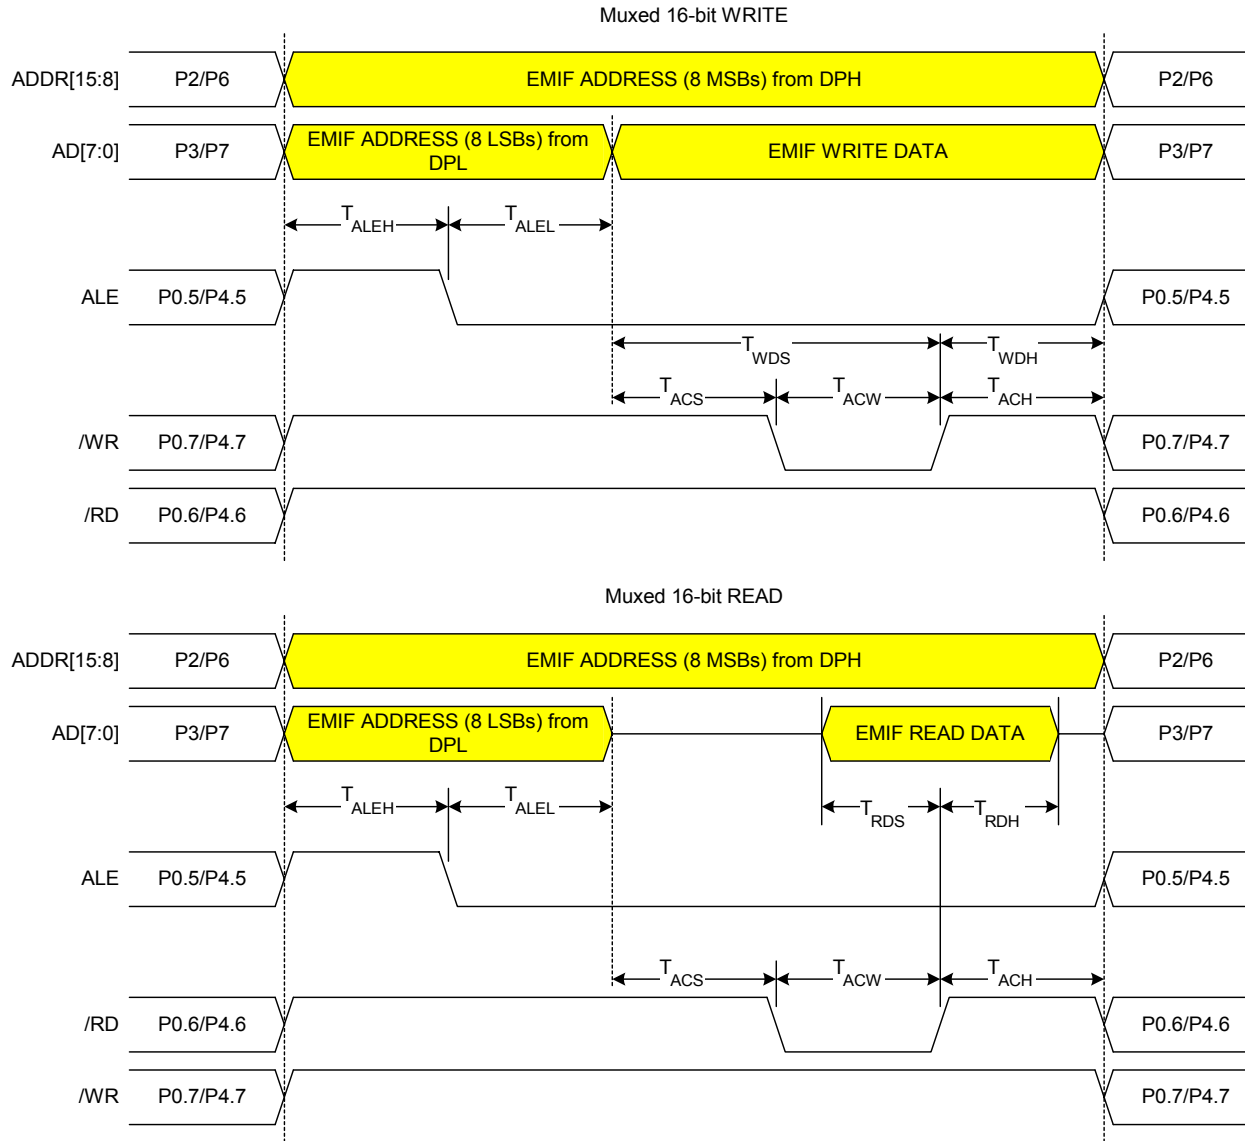 Muxed 16-bit WRITE
ADDR[15:8] P2/P6 EMIF ADDRESS (8 MSBs) from DPH P2/P6
AD[7:0] P3/P7 EMIF ADDRESS (8 LSBs) from DPL EMIF WRITE DATA P3/P7
TALEH TALEL
ALE P0.5/P4.5 P0.5/P4.5
TWDS TWDH
TACS TACW TACH
/WR P0.7/P4.7 P0.7/P4.7
/RD P0.6/P4.6 P0.6/P4.6
Muxed 16-bit READ
ADDR[15:8] P2/P6 EMIF ADDRESS (8 MSBs) from DPH P2/P6
AD[7:0] P3/P7 EMIF ADDRESS (8 LSBs) from DPL EMIF READ DATA P3/P7
TALEH TALEL TRDS TRDH
ALE P0.5/P4.5 P0.5/P4.5
TACS TACW TACH
/RD P0.6/P4.6 P0.6/P4.6
/WR P0.7/P4.7 P0.7/P4.7